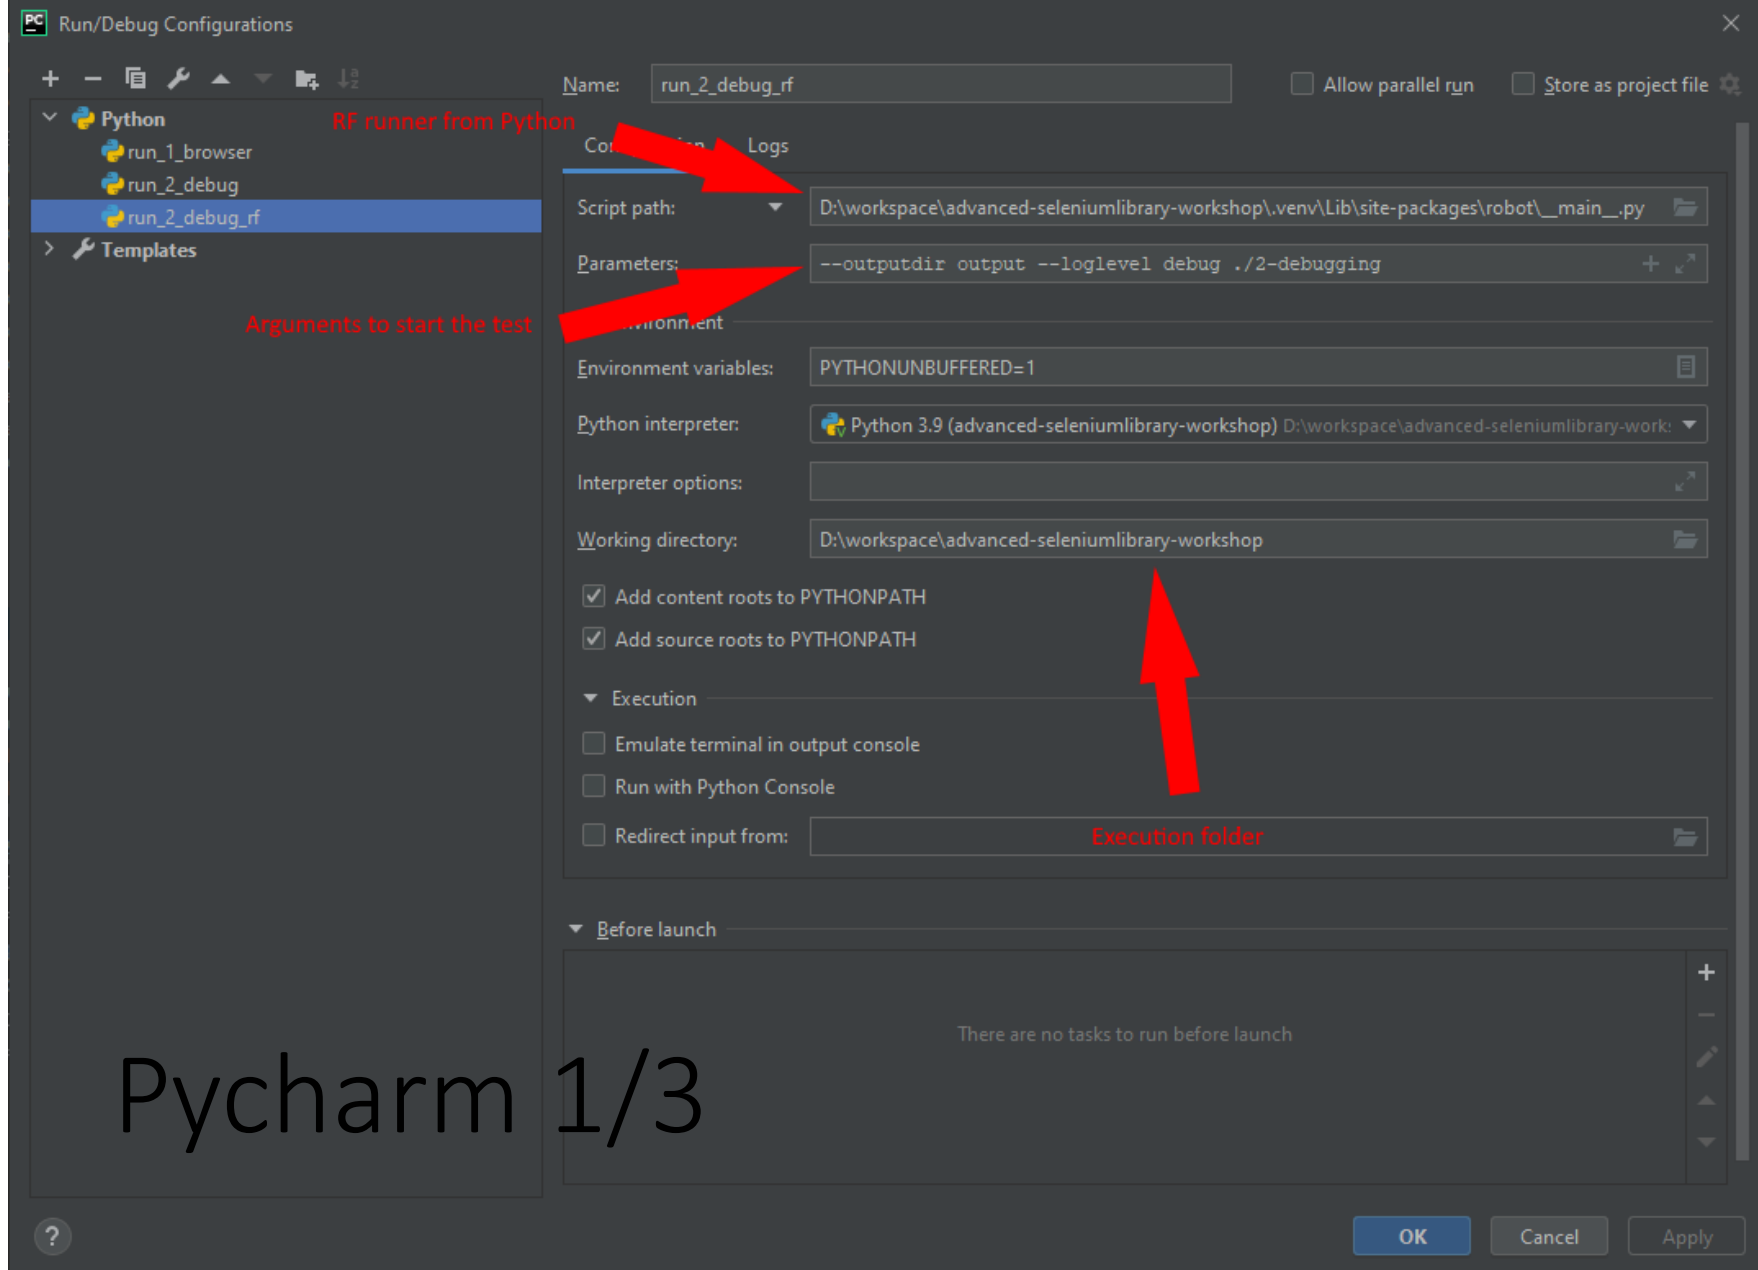 PC Run/Debug Configurations
Name: run_2_debug_rf Allow parallel run Store as project file
Python
RF runner from Python
run_1_browser
Logs
run_2_debug
run_2_debug_rf
Script path: D:\workspace\advanced-seleniumlibrary-workshop\.venv\Lib\site-packages\robot\__main__.py
Templates
Parameters: --outputdir output --loglevel debug ./2-debugging
Arguments to start the test
Environment variables: PYTHONUNBUFFERED=1
Python interpreter: Python 3.9 (advanced-seleniumlibrary-workshop) D:\workspace\advanced-seleniumlibrary-work
Interpreter options:
Working directory: D:\workspace\advanced-seleniumlibrary-workshop
Add content roots to PYTHONPATH
Add source roots to PYTHONPATH
Execution
Emulate terminal in output console
Run with Python Console
Redirect input from: Execution folder
Before launch
There are no tasks to run before launch
Pycharm 1/3
? OK Cancel Apply